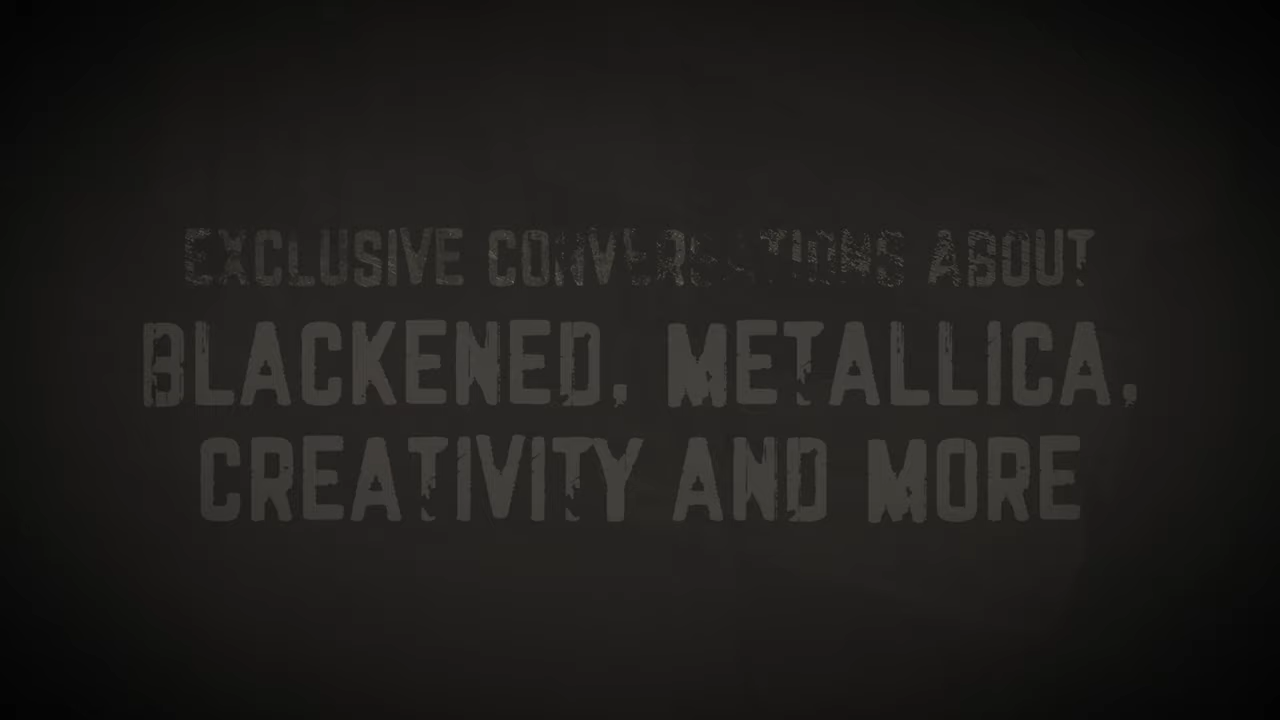 EXCLUSIVE CONVERSATIONS ABOUT
BLACKENED, METALLICA,
CREATIVITY AND MORE